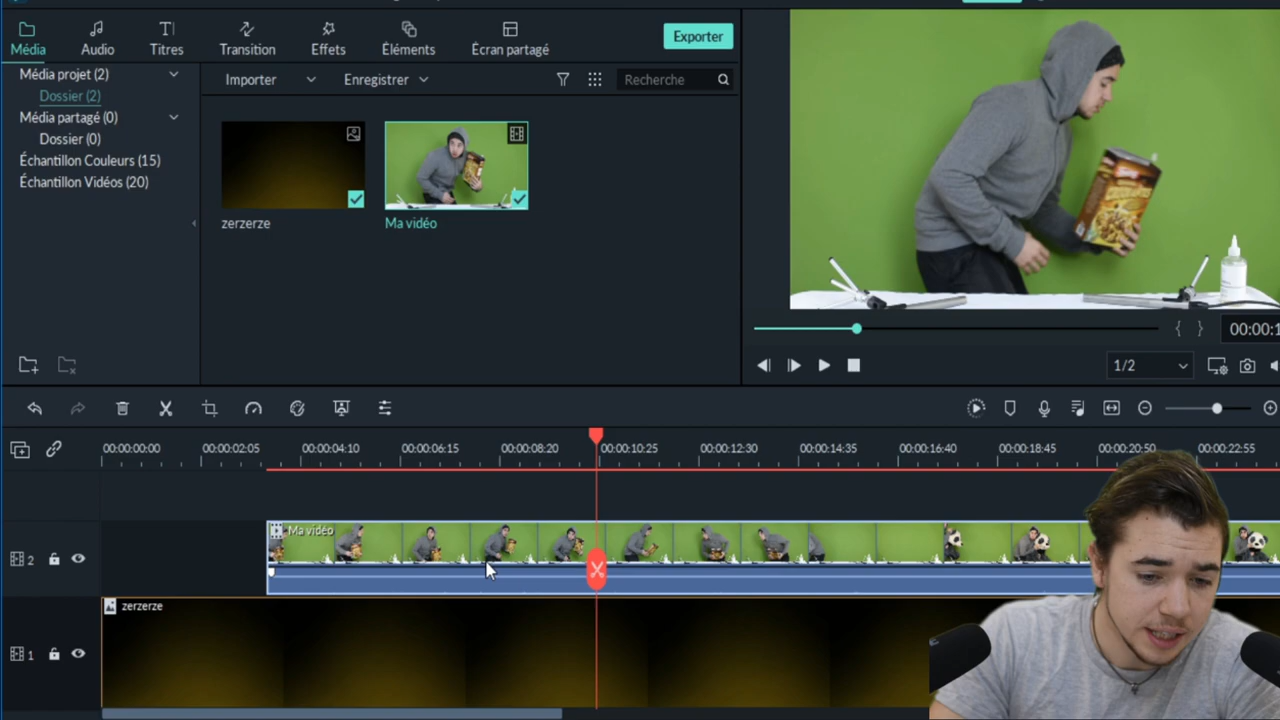 Média
Audio
Titres
Transition
Effets
Éléments
Écran partagé
Exporter
Média projet (2)
Dossier (2)
Média partagé (0)
Dossier (0)
Échantillon Couleurs (15)
Échantillon Vidéos (20)
Importer
Enregistrer
Recherche
zerzerze
Ma vidéo
00:00:1
1/2
00:00:00:00
00:00:02:05
00:00:04:10
00:00:06:15
00:00:08:20
00:00:10:25
00:00:12:30
00:00:14:35
00:00:16:40
00:00:18:45
00:00:20:50
00:00:22:55
Ma vidéo
2
zerzerze
1